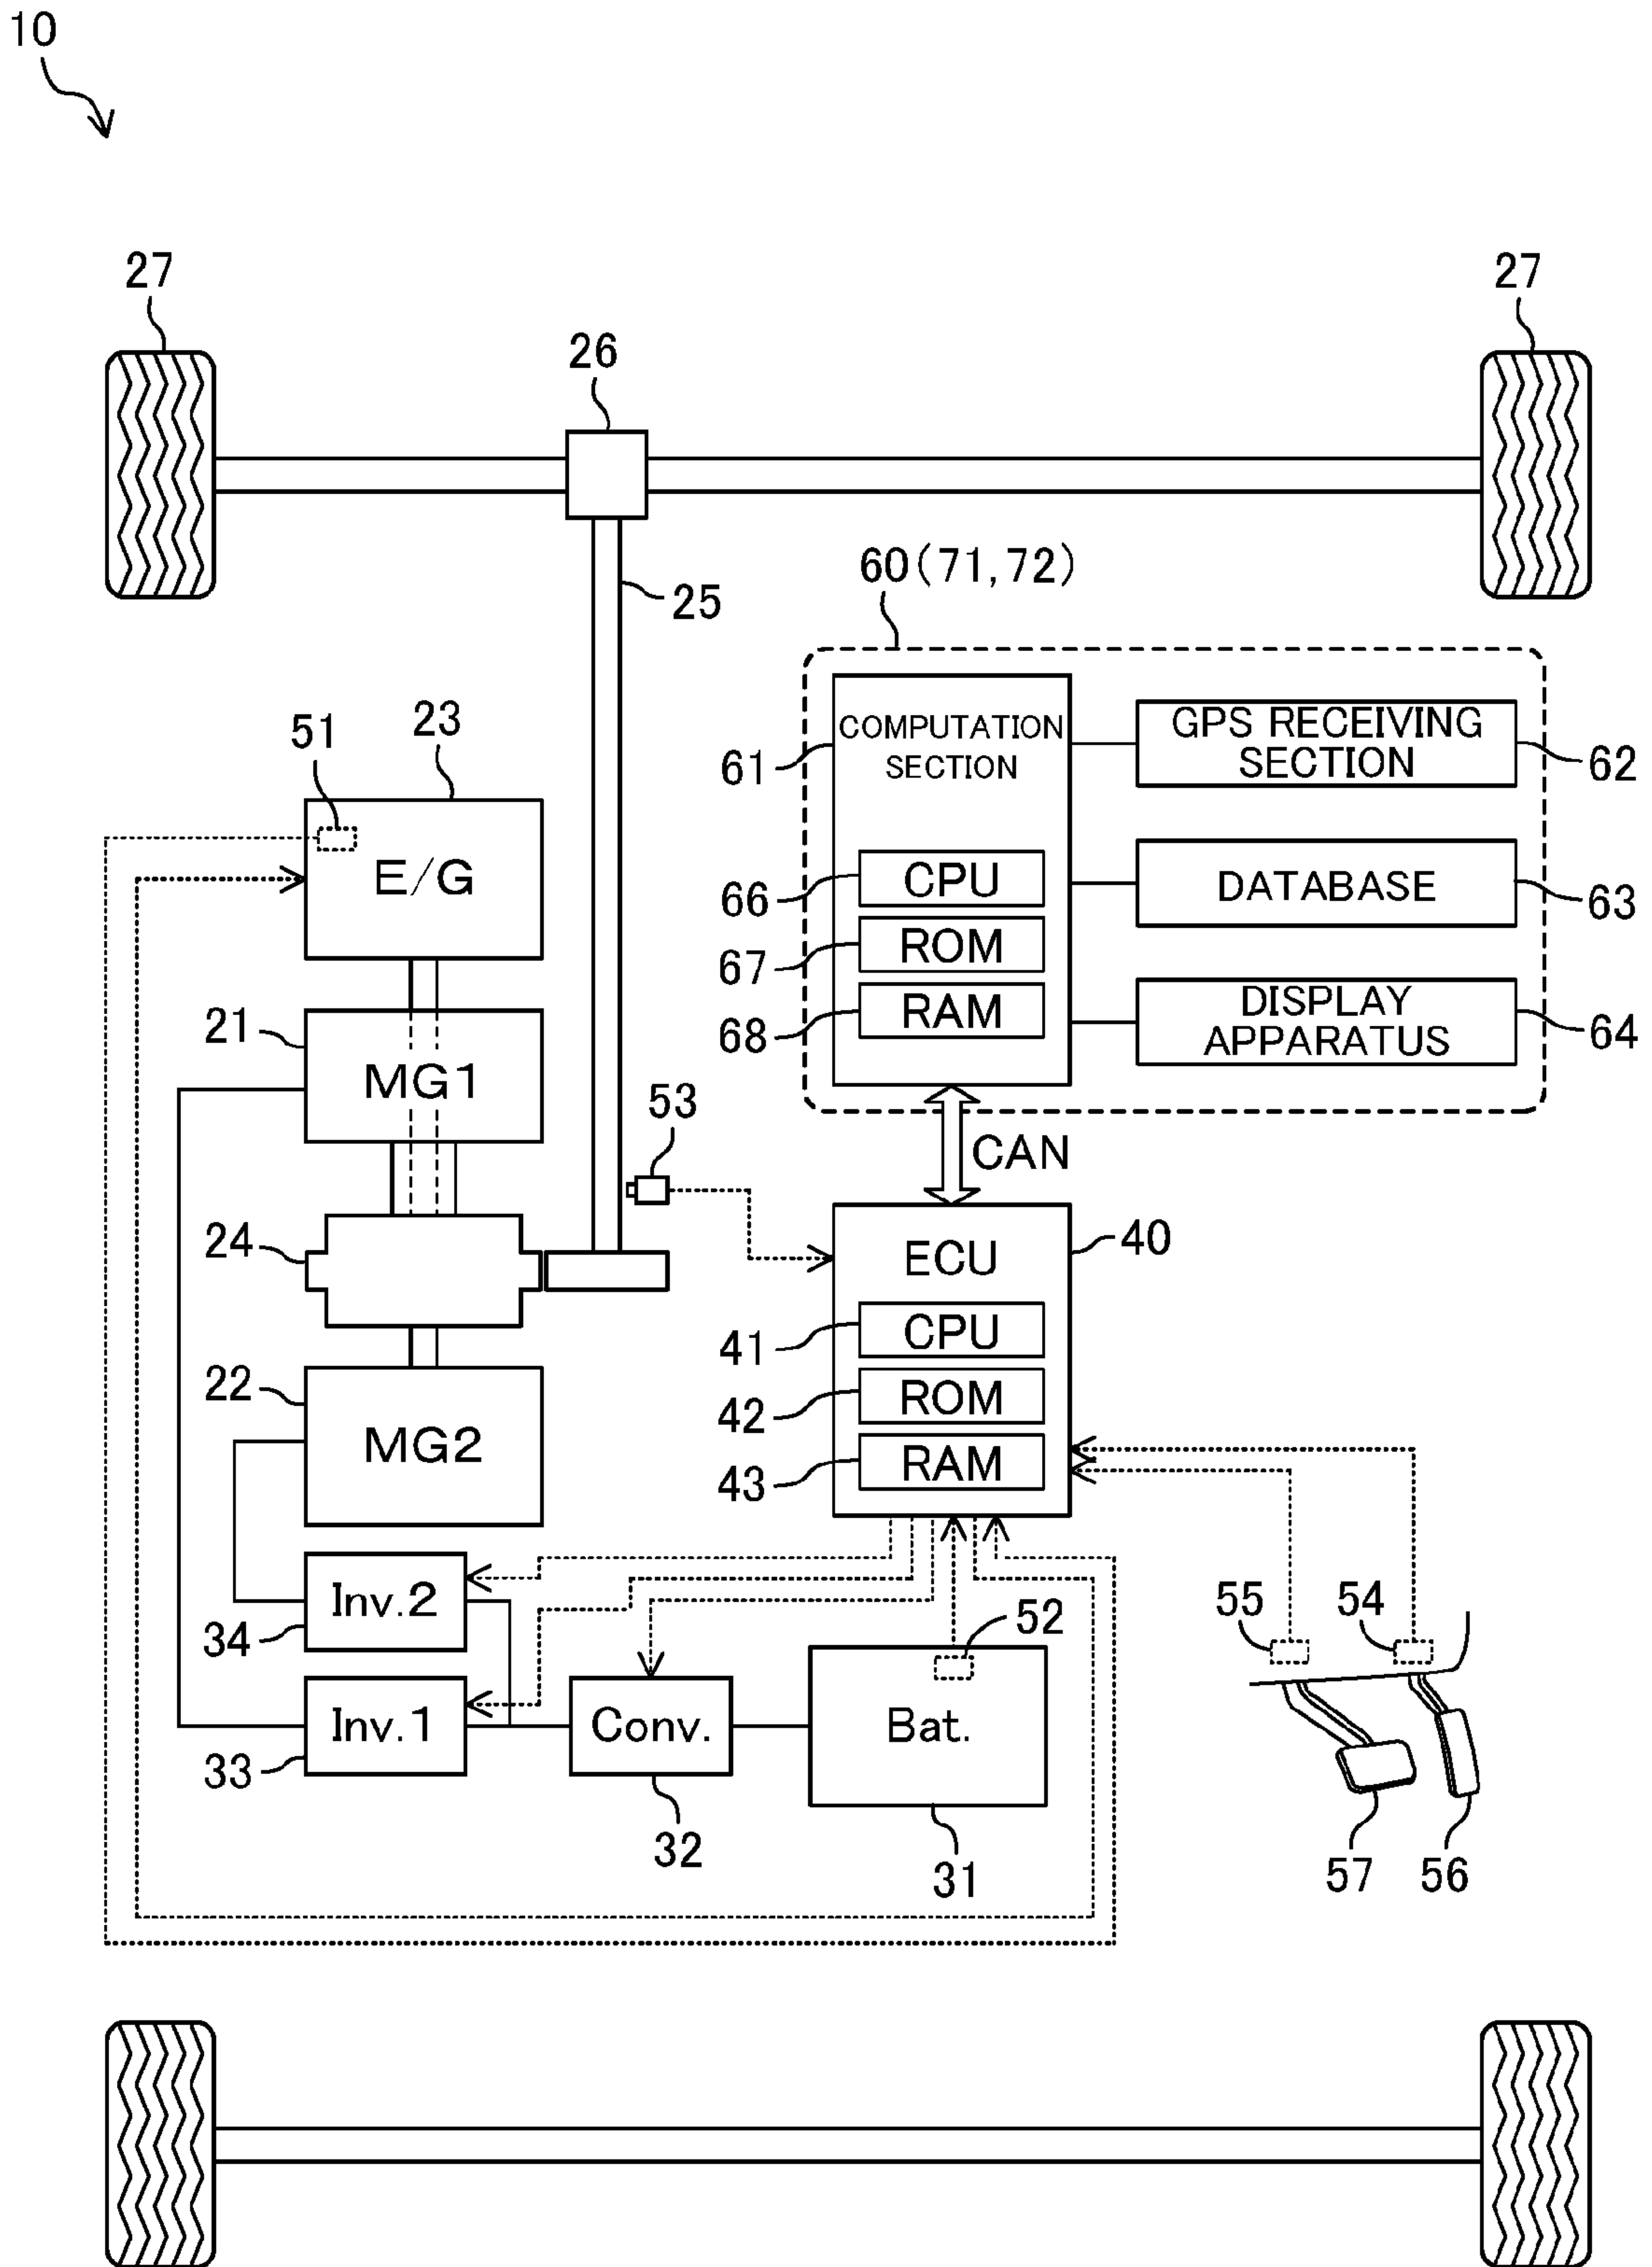 10
27
27
26
60(71,72)
25
51
23
COMPUTATION
SECTION
61
GPS RECEIVING
SECTION
62
E/G
CPU
66
DATABASE
63
ROM
67
21
RAM
68
DISPLAY
APPARATUS
64
MG1
53
CAN
24
ECU
40
CPU
41
22
ROM
42
MG2
RAM
43
Inv.2
34
52
55
54
Inv.1
33
Conv.
32
Bat.
31
57
56